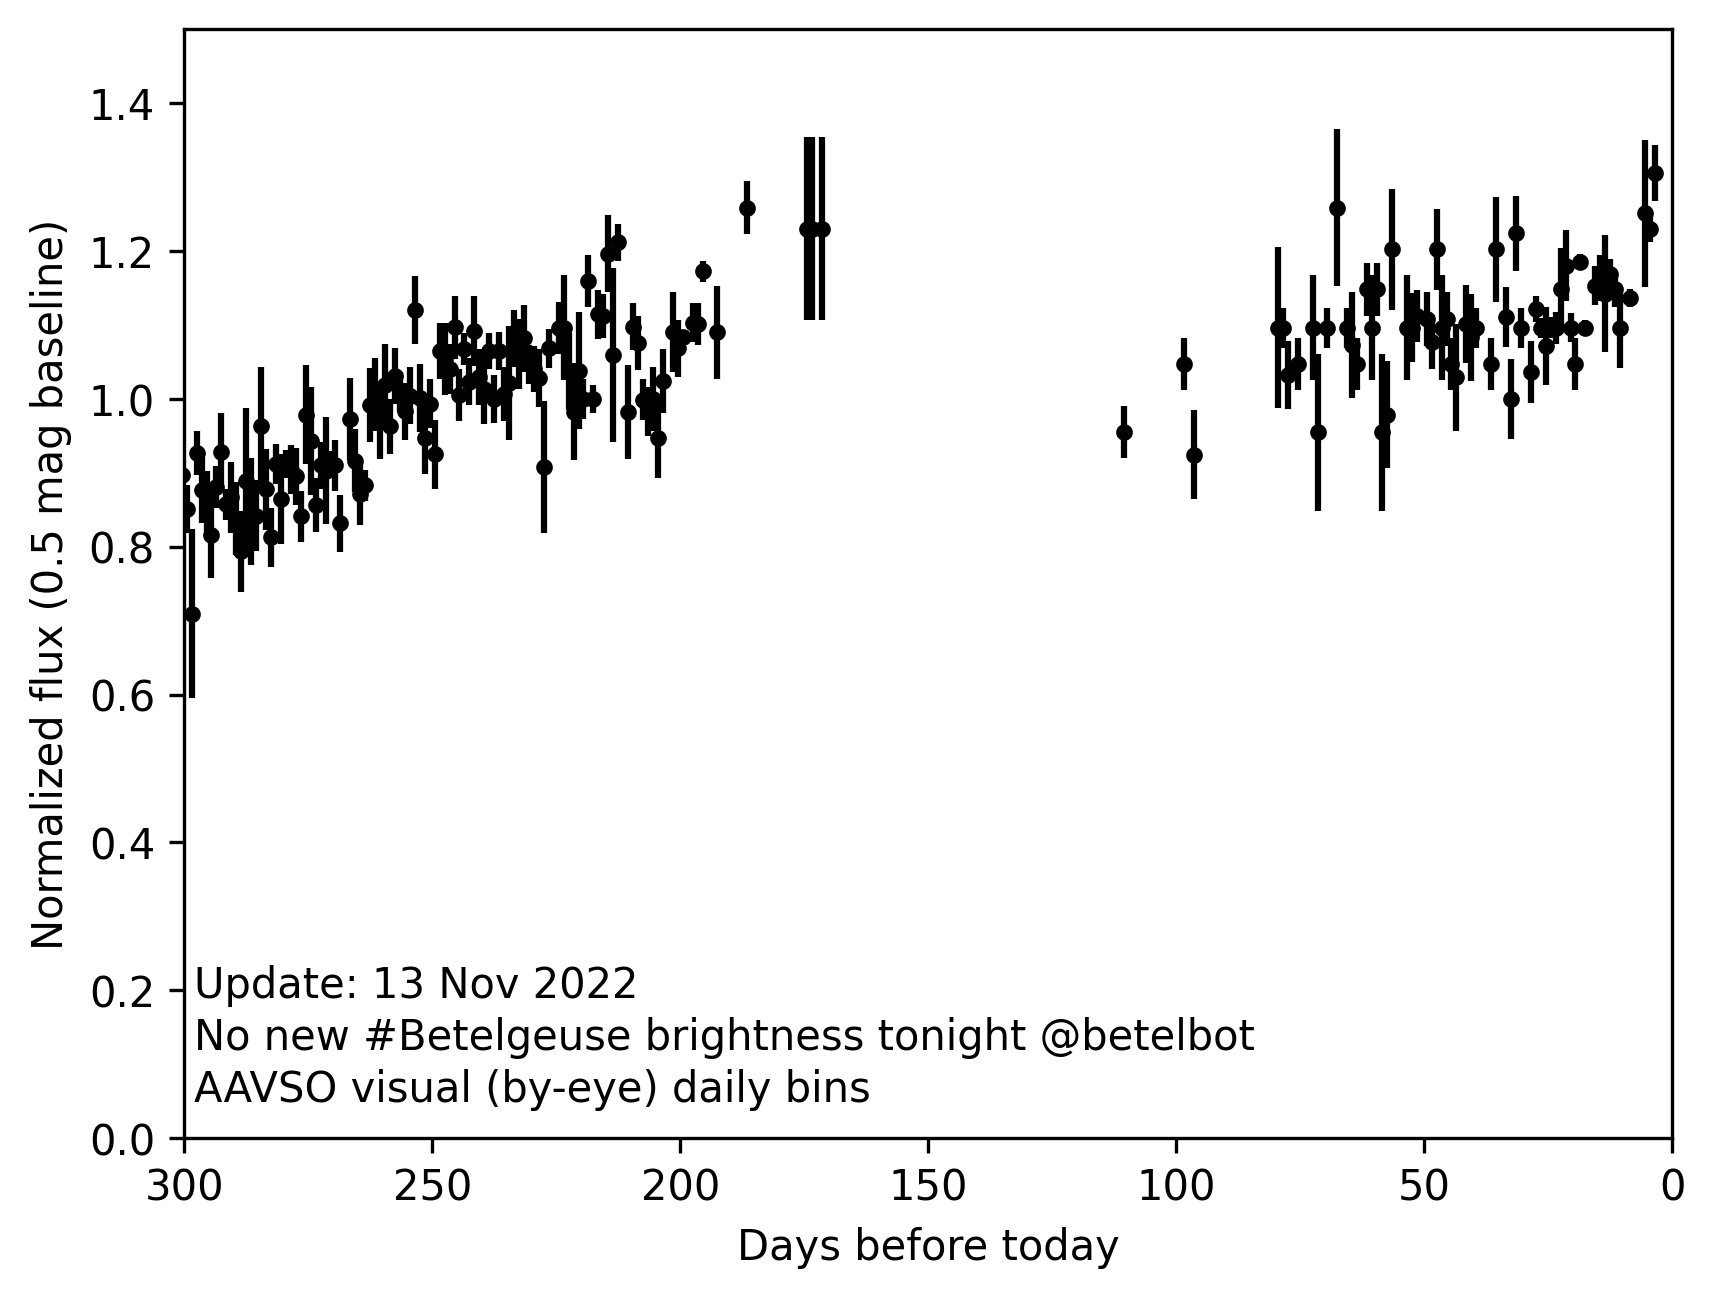 1.4
1.2
1.0
0.8
0.6
0.4
0.2
0.0
Normalized flux (0.5 mag baseline)
Update: 13 Nov 2022
No new #Betelgeuse brightness tonight @betelbot
AAVSO visual (by-eye) daily bins
300 250 200 150 100 50 0
Days before today